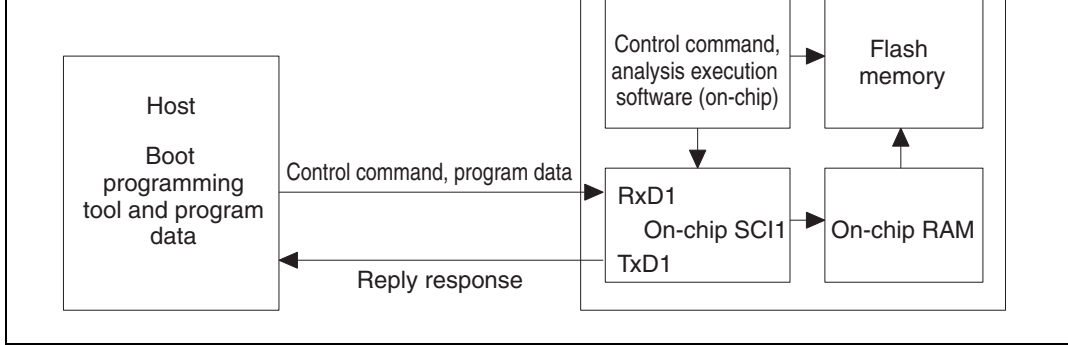 Host
Boot
programming
tool and program
data
Control command, program data
Reply response
Control command,
analysis execution
software (on-chip)
Flash
memory
RxD1
On-chip SCI1
TxD1
On-chip RAM